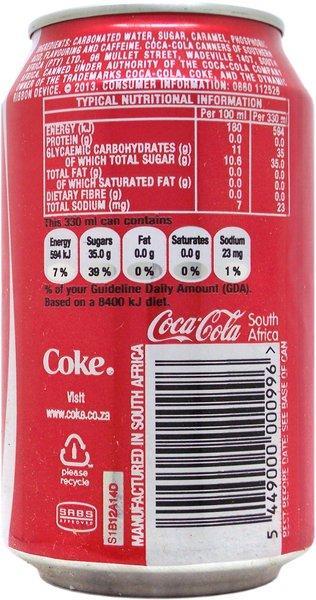 INGREDIENTS: CARBONATED WATER, SUGAR, CARAMEL, PHOSPHORIC
FLAVOURING AND CAFFEINE. COCA-COLA CANNERS OF SOUTHERN
(PTY) LTD., 96 MULLET STREET, WADEVILLE 1407, SOUTH
AFRICA. CANNED UNDER AUTHORITY OF THE COCA-COLA COMPANY,
OF THE TRADEMARKS COCA-COLA, COKE, AND THE DYNAMIC
RIBBON DEVICE. © 2013. CONSUMER INFORMATION: 0860 112526
TYPICAL NUTRITIONAL INFORMATION
Per 100 ml Per 330 ml
ENERGY (kJ) 180 594
PROTEIN (g) 0.0 0.0
GLYCAEMIC CARBOHYDRATES (g) 11 35
OF WHICH TOTAL SUGAR (g) 10.6 35.0
TOTAL FAT (g) 0.0 0.0
OF WHICH SATURATED FAT (g) 0.0 0.0
DIETARY FIBRE (g) 0.0 0.0
TOTAL SODIUM (mg) 7 23
This 330 ml can contains
Energy Sugars Fat Saturates Sodium
594 kJ 35.0 g 0.0 g 0.0 g 23 mg
7 % 39 % 0 % 0 % 1 %
% of your Guideline Daily Amount (GDA).
Based on a 8400 kJ diet.
Coca-Cola South
Africa
Coke.
Visit
www.coke.co.za
please
recycle
SABS
APPROVED
S1B12A14D
MANUFACTURED IN SOUTH AFRICA
5 449000 000996 >
BEST BEFORE DATE: SEE BASE OF CAN